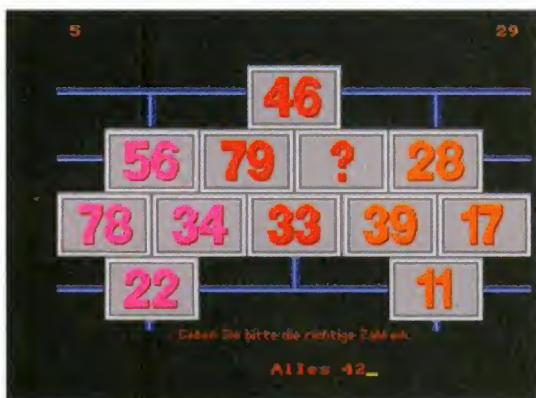 5 29
46
56 79 ? 28
78 34 33 39 17
22 11
Geben Sie bitte die richtige Zahl ein.
Alles 42_